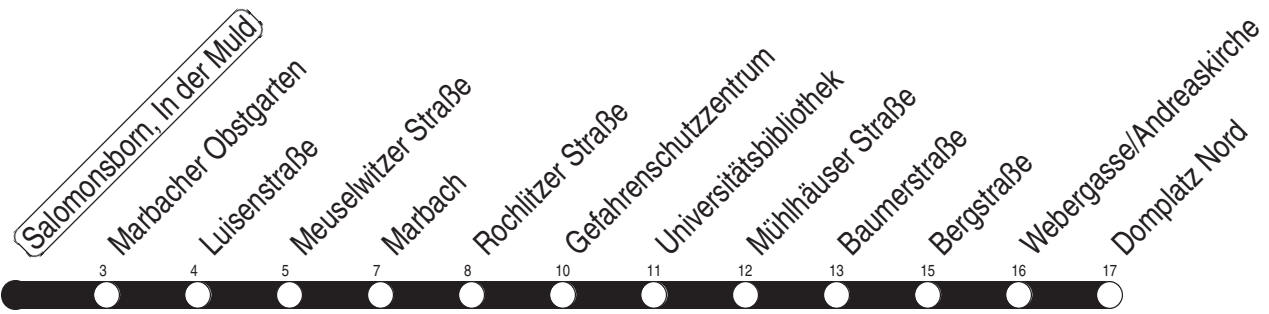 Salomonsborn, In der Muld
Marbacher Obstgarten
Luisenstraße
Meuselwitzer Straße
Marbach
Rochlitzer Straße
Gefahrenschutzzentrum
Universitätsbibliothek
Mühlhäuser Straße
Baumerstraße
Bergstraße
Webergasse/Andreaskirche
Domplatz Nord
3 4 5 7 8 10 11 12 13 15 16 17